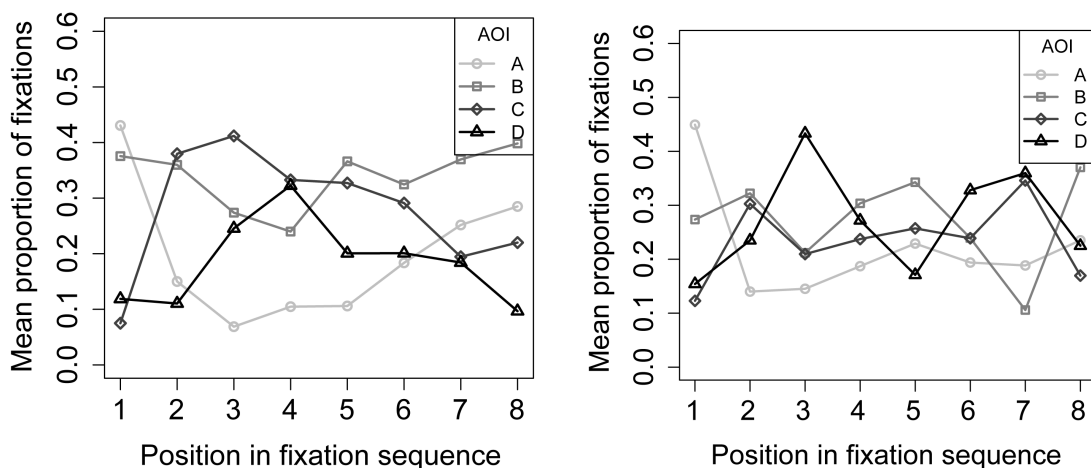 AOI
A
B
C
D
Mean proportion of fixations
0.6
0.5
0.4
0.3
0.2
0.1
0.0
1 2 3 4 5 6 7 8
Position in fixation sequence
AOI
A
B
C
D
Mean proportion of fixations
0.6
0.5
0.4
0.3
0.2
0.1
0.0
1 2 3 4 5 6 7 8
Position in fixation sequence